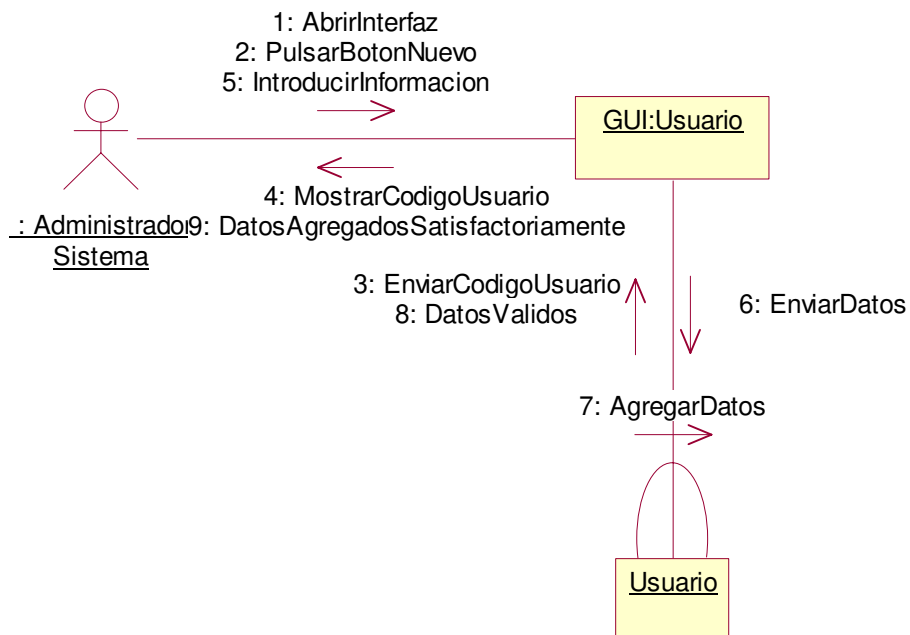 1: AbrirInterfaz
2: PulsarBotonNuevo
5: IntroducirInformacion
GUI:Usuario
4: MostrarCodigoUsuario
9: DatosAgregadosSatisfactoriamente
: Administrador
Sistema
3: EnviarCodigoUsuario
8: DatosValidos
6: EnviarDatos
7: AgregarDatos
Usuario